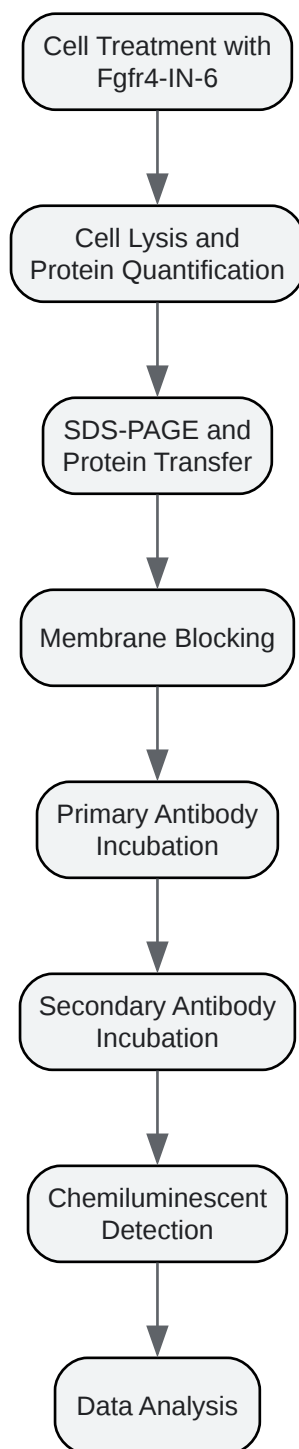 Cell Treatment with
Fgfr4-IN-6
Cell Lysis and
Protein Quantification
SDS-PAGE and
Protein Transfer
Membrane Blocking
Primary Antibody
Incubation
Secondary Antibody
Incubation
Chemiluminescent
Detection
Data Analysis